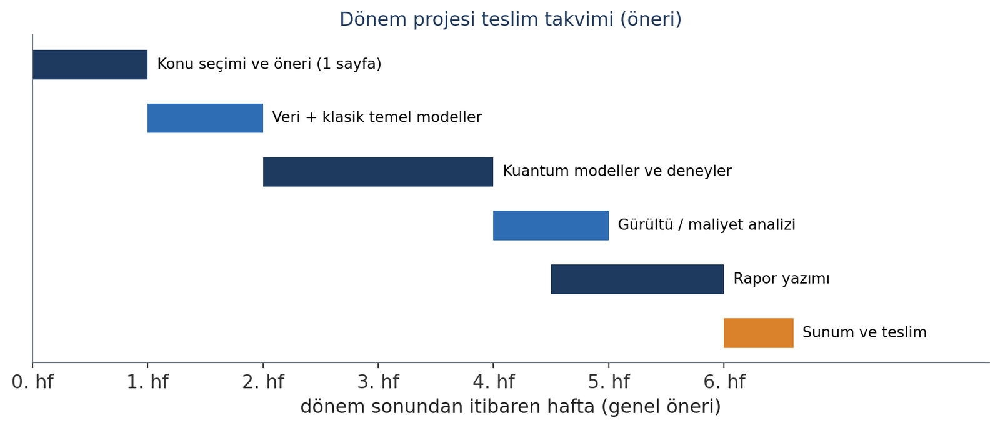 Dönem projesi teslim takvimi (öneri)
Konu seçimi ve öneri (1 sayfa)
Veri + klasik temel modeller
Kuantum modeller ve deneyler
Gürültü / maliyet analizi
Rapor yazımı
Sunum ve teslim
0. hf 1. hf 2. hf 3. hf 4. hf 5. hf 6. hf
dönem sonundan itibaren hafta (genel öneri)